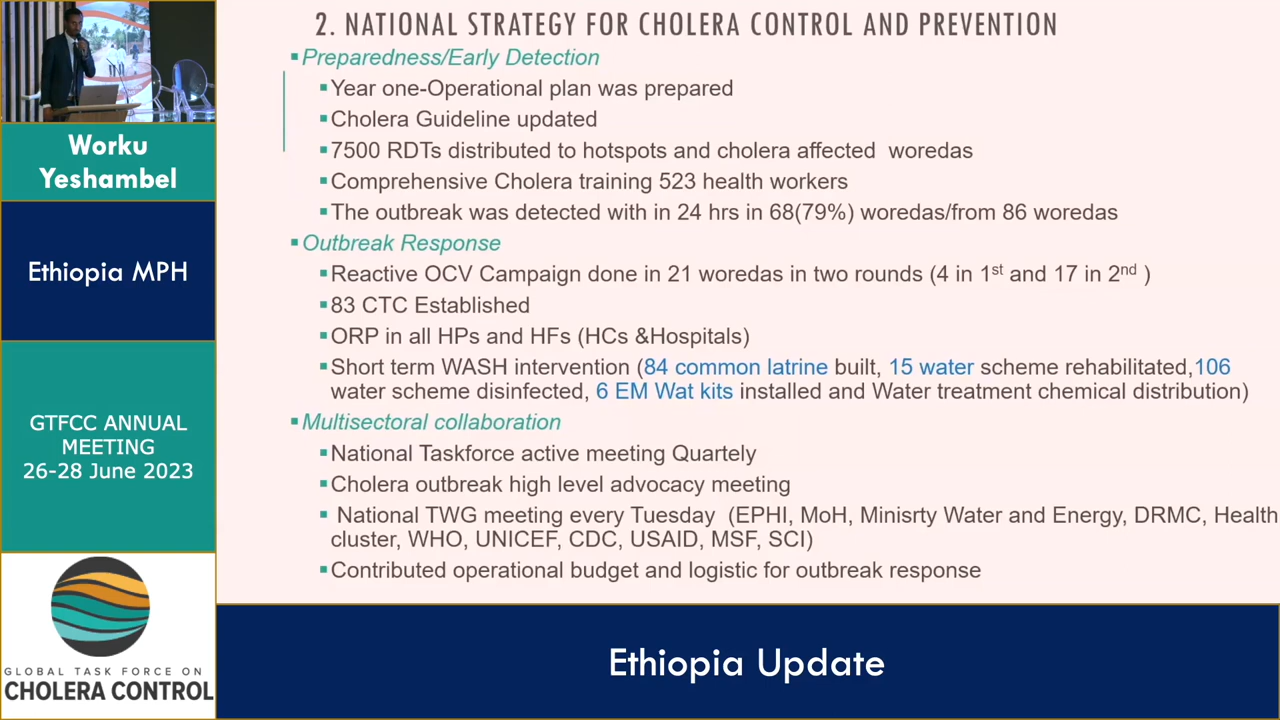 2. NATIONAL STRATEGY FOR CHOLERA CONTROL AND PREVENTION
Preparedness/Early Detection
Year one-Operational plan was prepared
Cholera Guideline updated
7500 RDTs distributed to hotspots and cholera affected woredas
Comprehensive Cholera training 523 health workers
The outbreak was detected with in 24 hrs in 68(79%) woredas/from 86 woredas
Outbreak Response
Reactive OCV Campaign done in 21 woredas in two rounds (4 in 1st and 17 in 2nd )
83 CTC Established
ORP in all HPs and HFs (HCs &Hospitals)
Short term WASH intervention (84 common latrine built, 15 water scheme rehabilitated,106
water scheme disinfected, 6 EM Wat kits installed and Water treatment chemical distribution)
Multisectoral collaboration
National Taskforce active meeting Quartely
Cholera outbreak high level advocacy meeting
National TWG meeting every Tuesday (EPHI, MoH, Minisrty Water and Energy, DRMC, Health
cluster, WHO, UNICEF, CDC, USAID, MSF, SCI)
Contributed operational budget and logistic for outbreak response
Worku
Yeshambel
Ethiopia MPH
GTFCC ANNUAL
MEETING
26-28 June 2023
GLOBAL TASK FORCE ON
CHOLERA CONTROL
Ethiopia Update